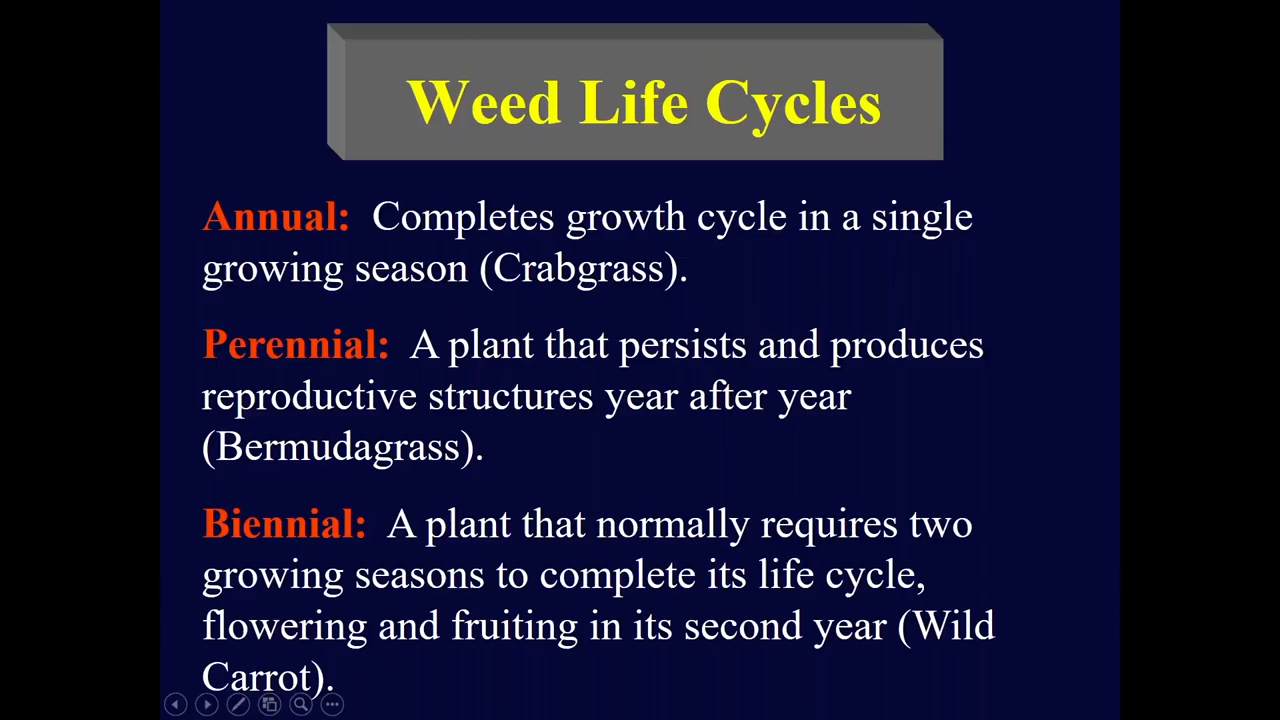 Weed Life Cycles
Annual: Completes growth cycle in a single
growing season (Crabgrass).
Perennial: A plant that persists and produces
reproductive structures year after year
(Bermudagrass).
Biennial: A plant that normally requires two
growing seasons to complete its life cycle,
flowering and fruiting in its second year (Wild
Carrot).